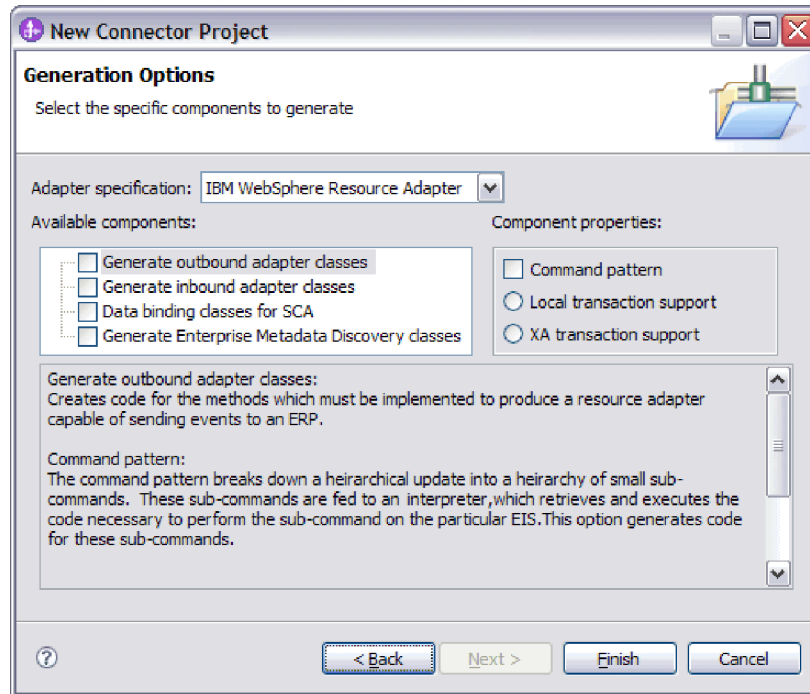 New Connector Project
Generation Options
Select the specific components to generate
Adapter specification: IBM WebSphere Resource Adapter
Available components:
Generate outbound adapter classes
Generate inbound adapter classes
Data binding classes for SCA
Generate Enterprise Metadata Discovery classes
Component properties:
Command pattern
Local transaction support
XA transaction support
Generate outbound adapter classes:
Creates code for the methods which must be implemented to produce a resource adapter
capable of sending events to an ERP.
Command pattern:
The command pattern breaks down a heirarchical update into a heirarchy of small sub-
commands. These sub-commands are fed to an interpreter,which retrieves and executes the
code necessary to perform the sub-command on the particular EIS.This option generates code
for these sub-commands.
?
< Back
Next >
Finish
Cancel